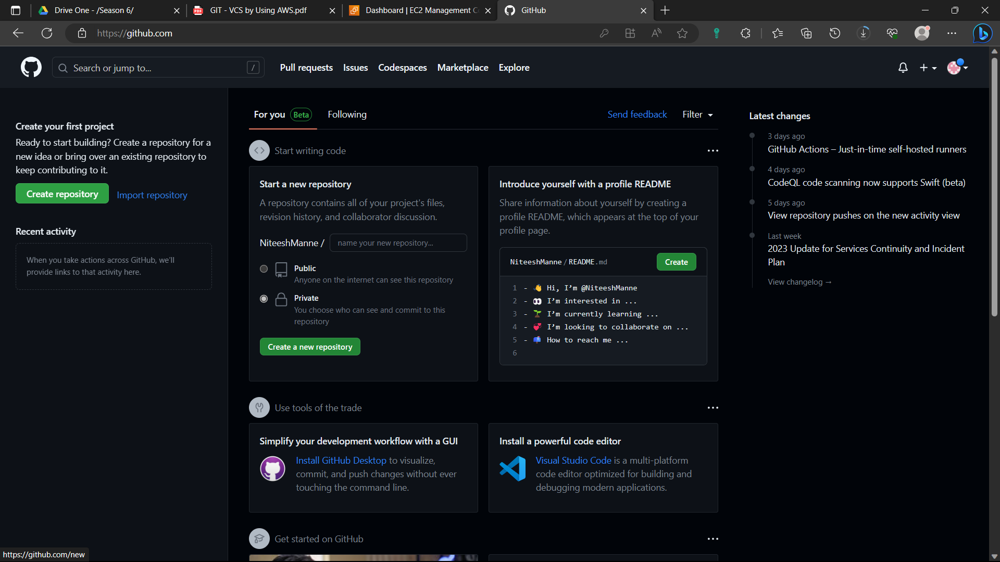 Drive One - /Season 6/
GIT - VCS by Using AWS.pdf
Dashboard | EC2 Management C
GitHub
https://github.com
Search or jump to...
/
Pull requests
Issues
Codespaces
Marketplace
Explore
Create your first project
Ready to start building? Create a repository for a
new idea or bring over an existing repository to
keep contributing to it.
Create repository
Import repository
Recent activity
When you take actions across GitHub, we'll
provide links to that activity here.
For you Beta
Following
Send feedback
Filter
Start writing code
Start a new repository
A repository contains all of your project's files,
revision history, and collaborator discussion.
NiteeshManne / name your new repository...
Public
Anyone on the internet can see this repository
Private
You choose who can see and commit to this
repository
Create a new repository
Introduce yourself with a profile README
Share information about yourself by creating a
profile README, which appears at the top of your
profile page.
NiteeshManne / README.md
Create
1 - 👋 Hi, I’m @NiteeshManne
2 - 👀 I’m interested in ...
3 - 🌱 I’m currently learning ...
4 - 💞️ I’m looking to collaborate on ...
5 - 📫 How to reach me ...
6
Use tools of the trade
Simplify your development workflow with a GUI
Install GitHub Desktop to visualize,
commit, and push changes without ever
touching the command line.
Install a powerful code editor
Visual Studio Code is a multi-platform
code editor optimized for building and
debugging modern applications.
Get started on GitHub
Latest changes
3 days ago
GitHub Actions – Just-in-time self-hosted runners
4 days ago
CodeQL code scanning now supports Swift (beta)
5 days ago
View repository pushes on the new activity view
Last week
2023 Update for Services Continuity and Incident
Plan
View changelog →
https://github.com/new